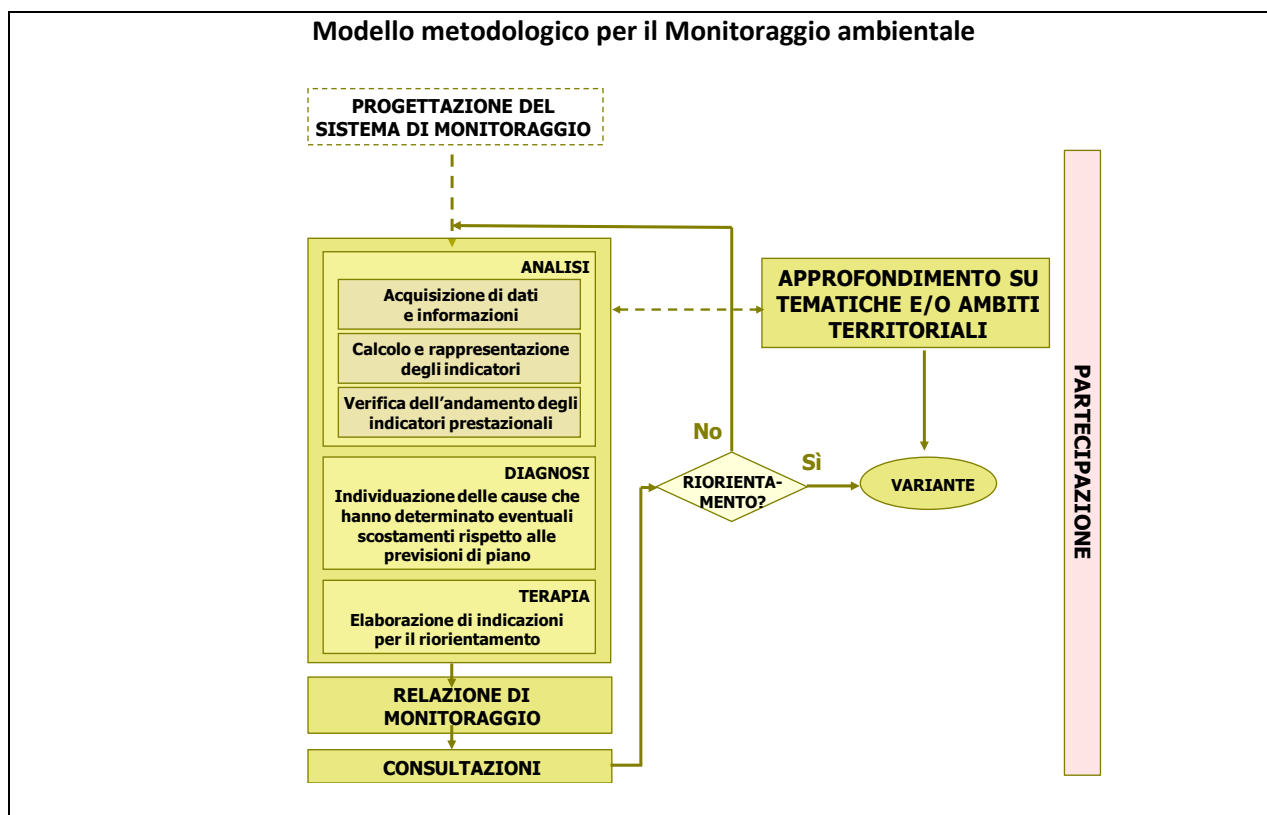 Modello metodologico per il Monitoraggio ambientale
PROGETTAZIONE DEL
SISTEMA DI MONITORAGGIO
ANALISI
Acquisizione di dati
e informazioni
Calcolo e rappresentazione
degli indicatori
Verifica dell'andamento degli
indicatori prestazionali
DIAGNOSI
Individuazione delle cause che
hanno determinato eventuali
scostamenti rispetto alle
previsioni di piano
TERAPIA
Elaborazione di indicazioni
per il riorientamento
RELAZIONE DI
MONITORAGGIO
CONSULTAZIONI
APPROFONDIMENTO SU
TEMATICHE E/O AMBITI
TERRITORIALI
No
Sì
RIORIENTA-
MENTO?
VARIANTE
PARTECIPAZIONE